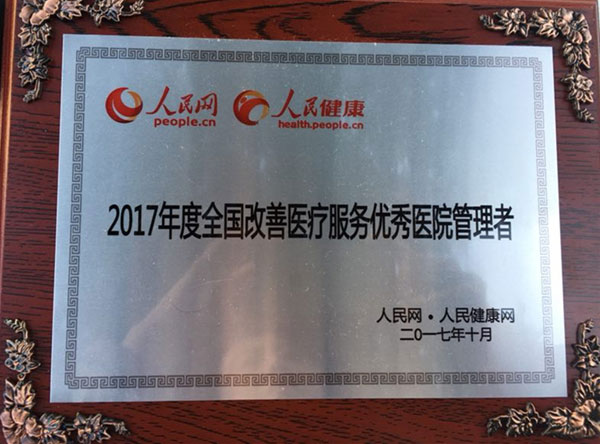 人民网 人民健康
people.cn health.people.cn
2017年度全国改善医疗服务优秀医院管理者
人民网·人民健康网
二〇一七年十月